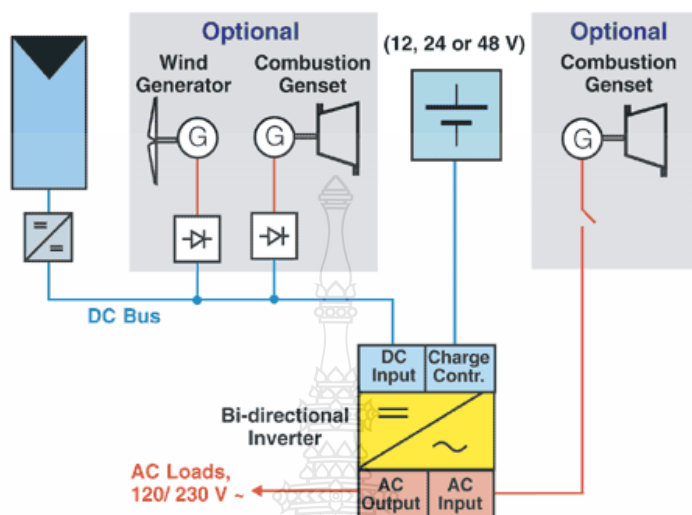 Optional
Wind
Generator
Combustion
Genset
G
G
(12, 24 or 48 V)
Optional
Combustion
Genset
G
DC Bus
DC
Input
Charge
Contr.
Bi-directional
Inverter
AC Loads,
120/ 230 V ~
AC
Output
AC
Input